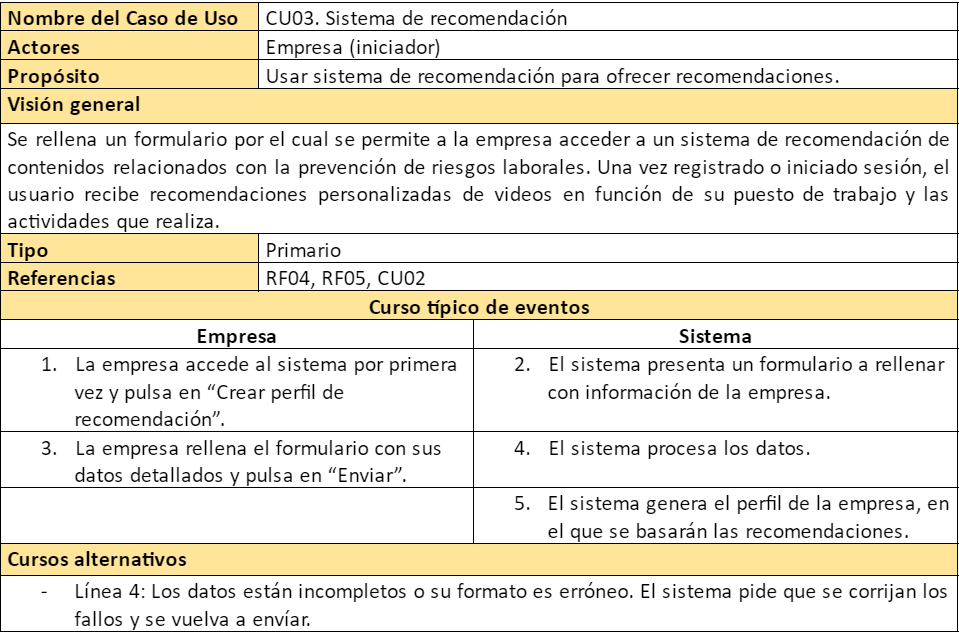 Nombre del Caso de Uso CU03. Sistema de recomendación
Actores Empresa (iniciador)
Propósito Usar sistema de recomendación para ofrecer recomendaciones.
Visión general
Se rellena un formulario por el cual se permite a la empresa acceder a un sistema de recomendación de
contenidos relacionados con la prevención de riesgos laborales. Una vez registrado o iniciado sesión, el
usuario recibe recomendaciones personalizadas de videos en función de su puesto de trabajo y las
actividades que realiza.
Tipo Primario
Referencias RF04, RF05, CU02
Curso típico de eventos
Empresa Sistema
1. La empresa accede al sistema por primera
vez y pulsa en “Crear perfil de
recomendación”.
2. El sistema presenta un formulario a rellenar
con información de la empresa.
3. La empresa rellena el formulario con sus
datos detallados y pulsa en “Enviar”.
4. El sistema procesa los datos.
5. El sistema genera el perfil de la empresa, en
el que se basarán las recomendaciones.
Cursos alternativos
- Línea 4: Los datos están incompletos o su formato es erróneo. El sistema pide que se corrijan los
fallos y se vuelva a envíar.